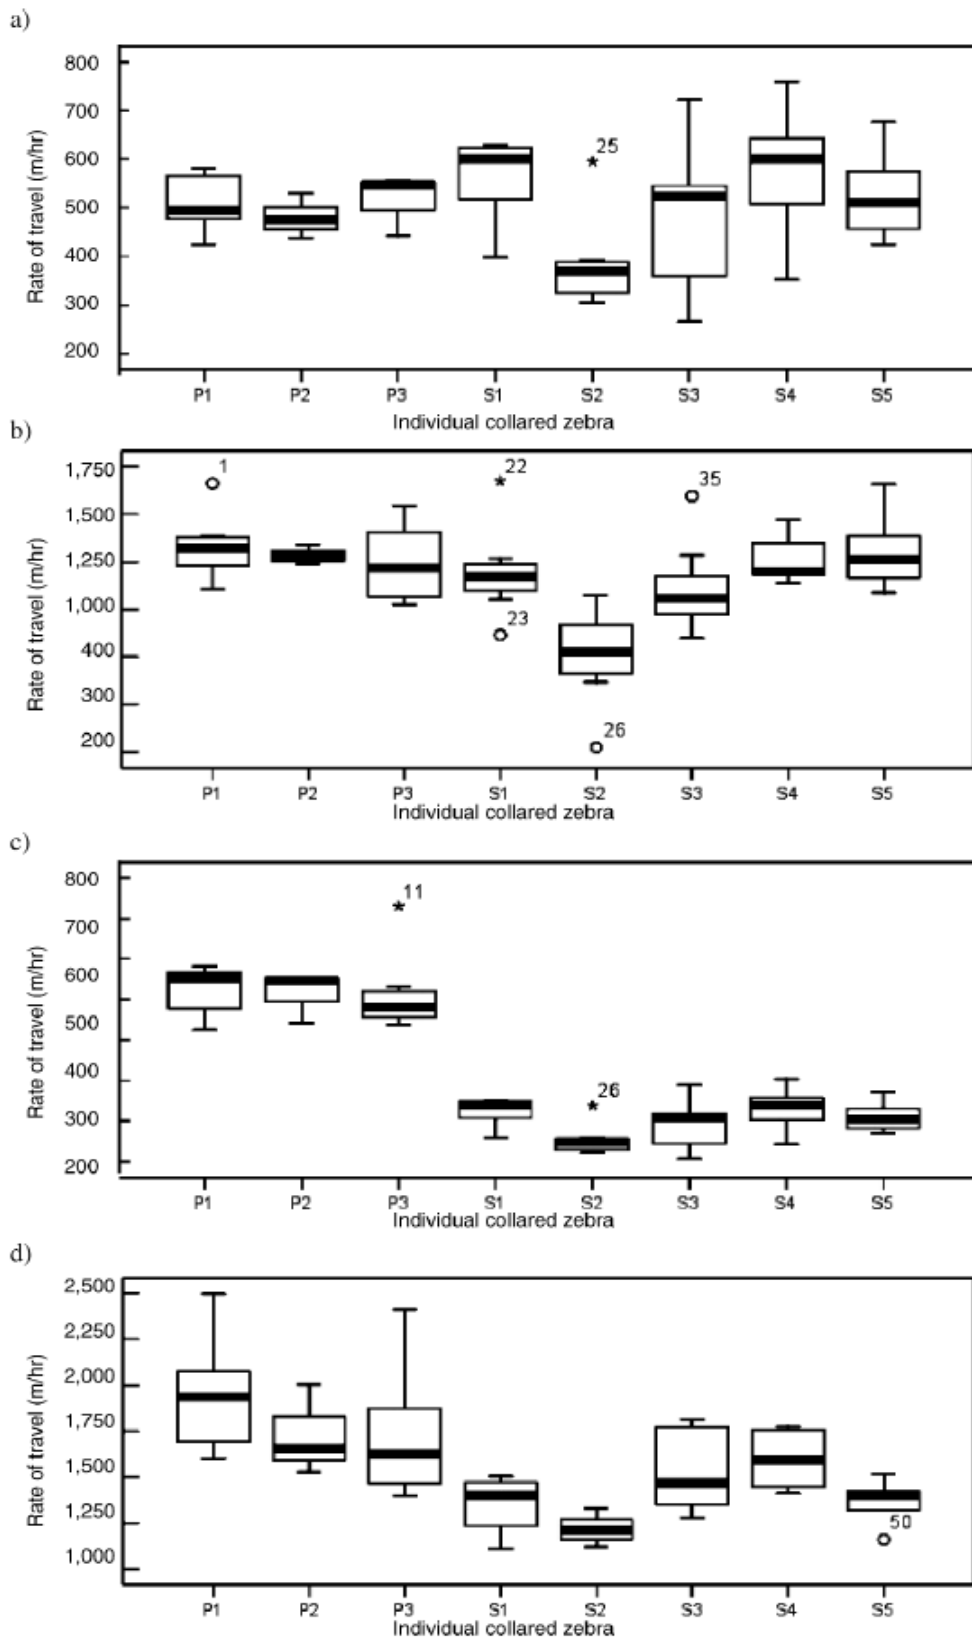 a)
800
700
600
500
400
300
200
Rate of travel (m/hr)
*25
P1 P2 P3 S1 S2 S3 S4 S5
Individual collared zebra
b)
1,750
1,500
1,250
1,000
400
300
200
Rate of travel (m/hr)
1
*22
35
23
26
P1 P2 P3 S1 S2 S3 S4 S5
Individual collared zebra
c)
800
700
600
500
400
300
200
Rate of travel (m/hr)
*11
*26
P1 P2 P3 S1 S2 S3 S4 S5
Individual collared zebra
d)
2,500
2,250
2,000
1,750
1,500
1,250
1,000
Rate of travel (m/hr)
50
P1 P2 P3 S1 S2 S3 S4 S5
Individual collared zebra